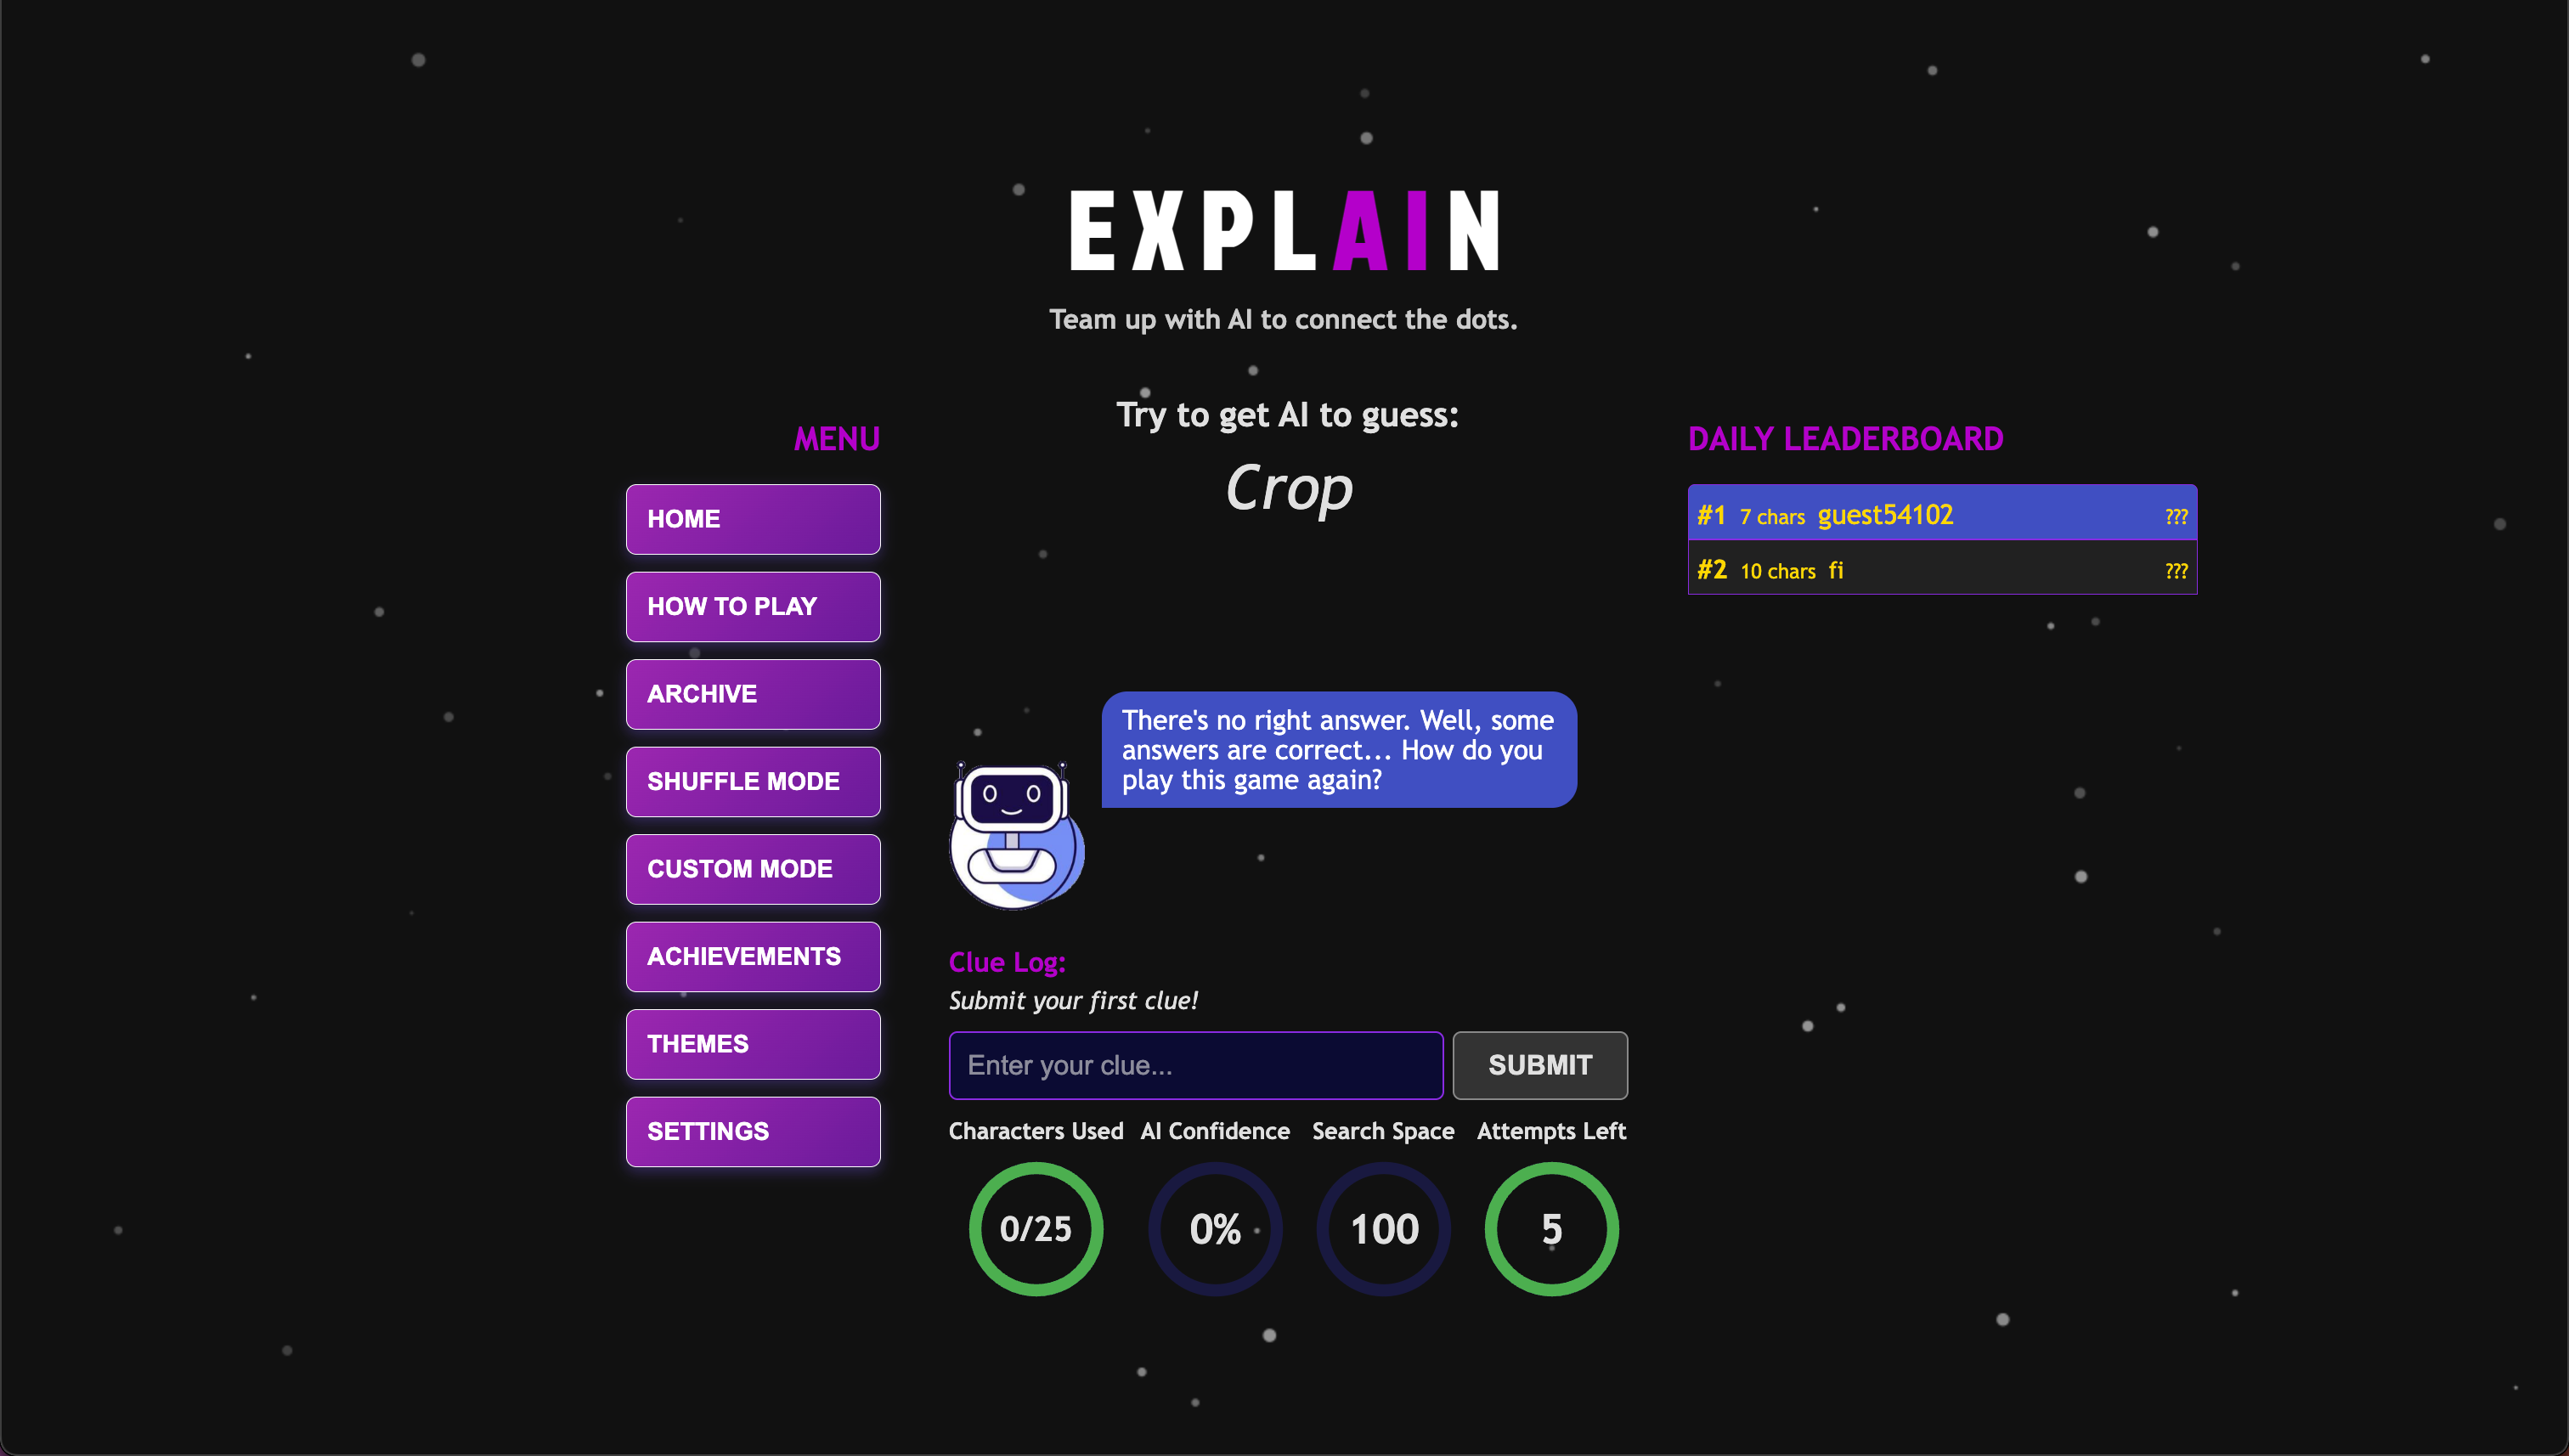 EXPLAIN
Team up with AI to connect the dots.
Try to get AI to guess:
Crop
MENU
HOME
HOW TO PLAY
ARCHIVE
SHUFFLE MODE
CUSTOM MODE
ACHIEVEMENTS
THEMES
SETTINGS
There's no right answer. Well, some
answers are correct... How do you
play this game again?
Clue Log:
Submit your first clue!
Enter your clue...
SUBMIT
Characters Used AI Confidence Search Space Attempts Left
0/25 0% 100 5
DAILY LEADERBOARD
#1 7 chars guest54102 ???
#2 10 chars fi ???